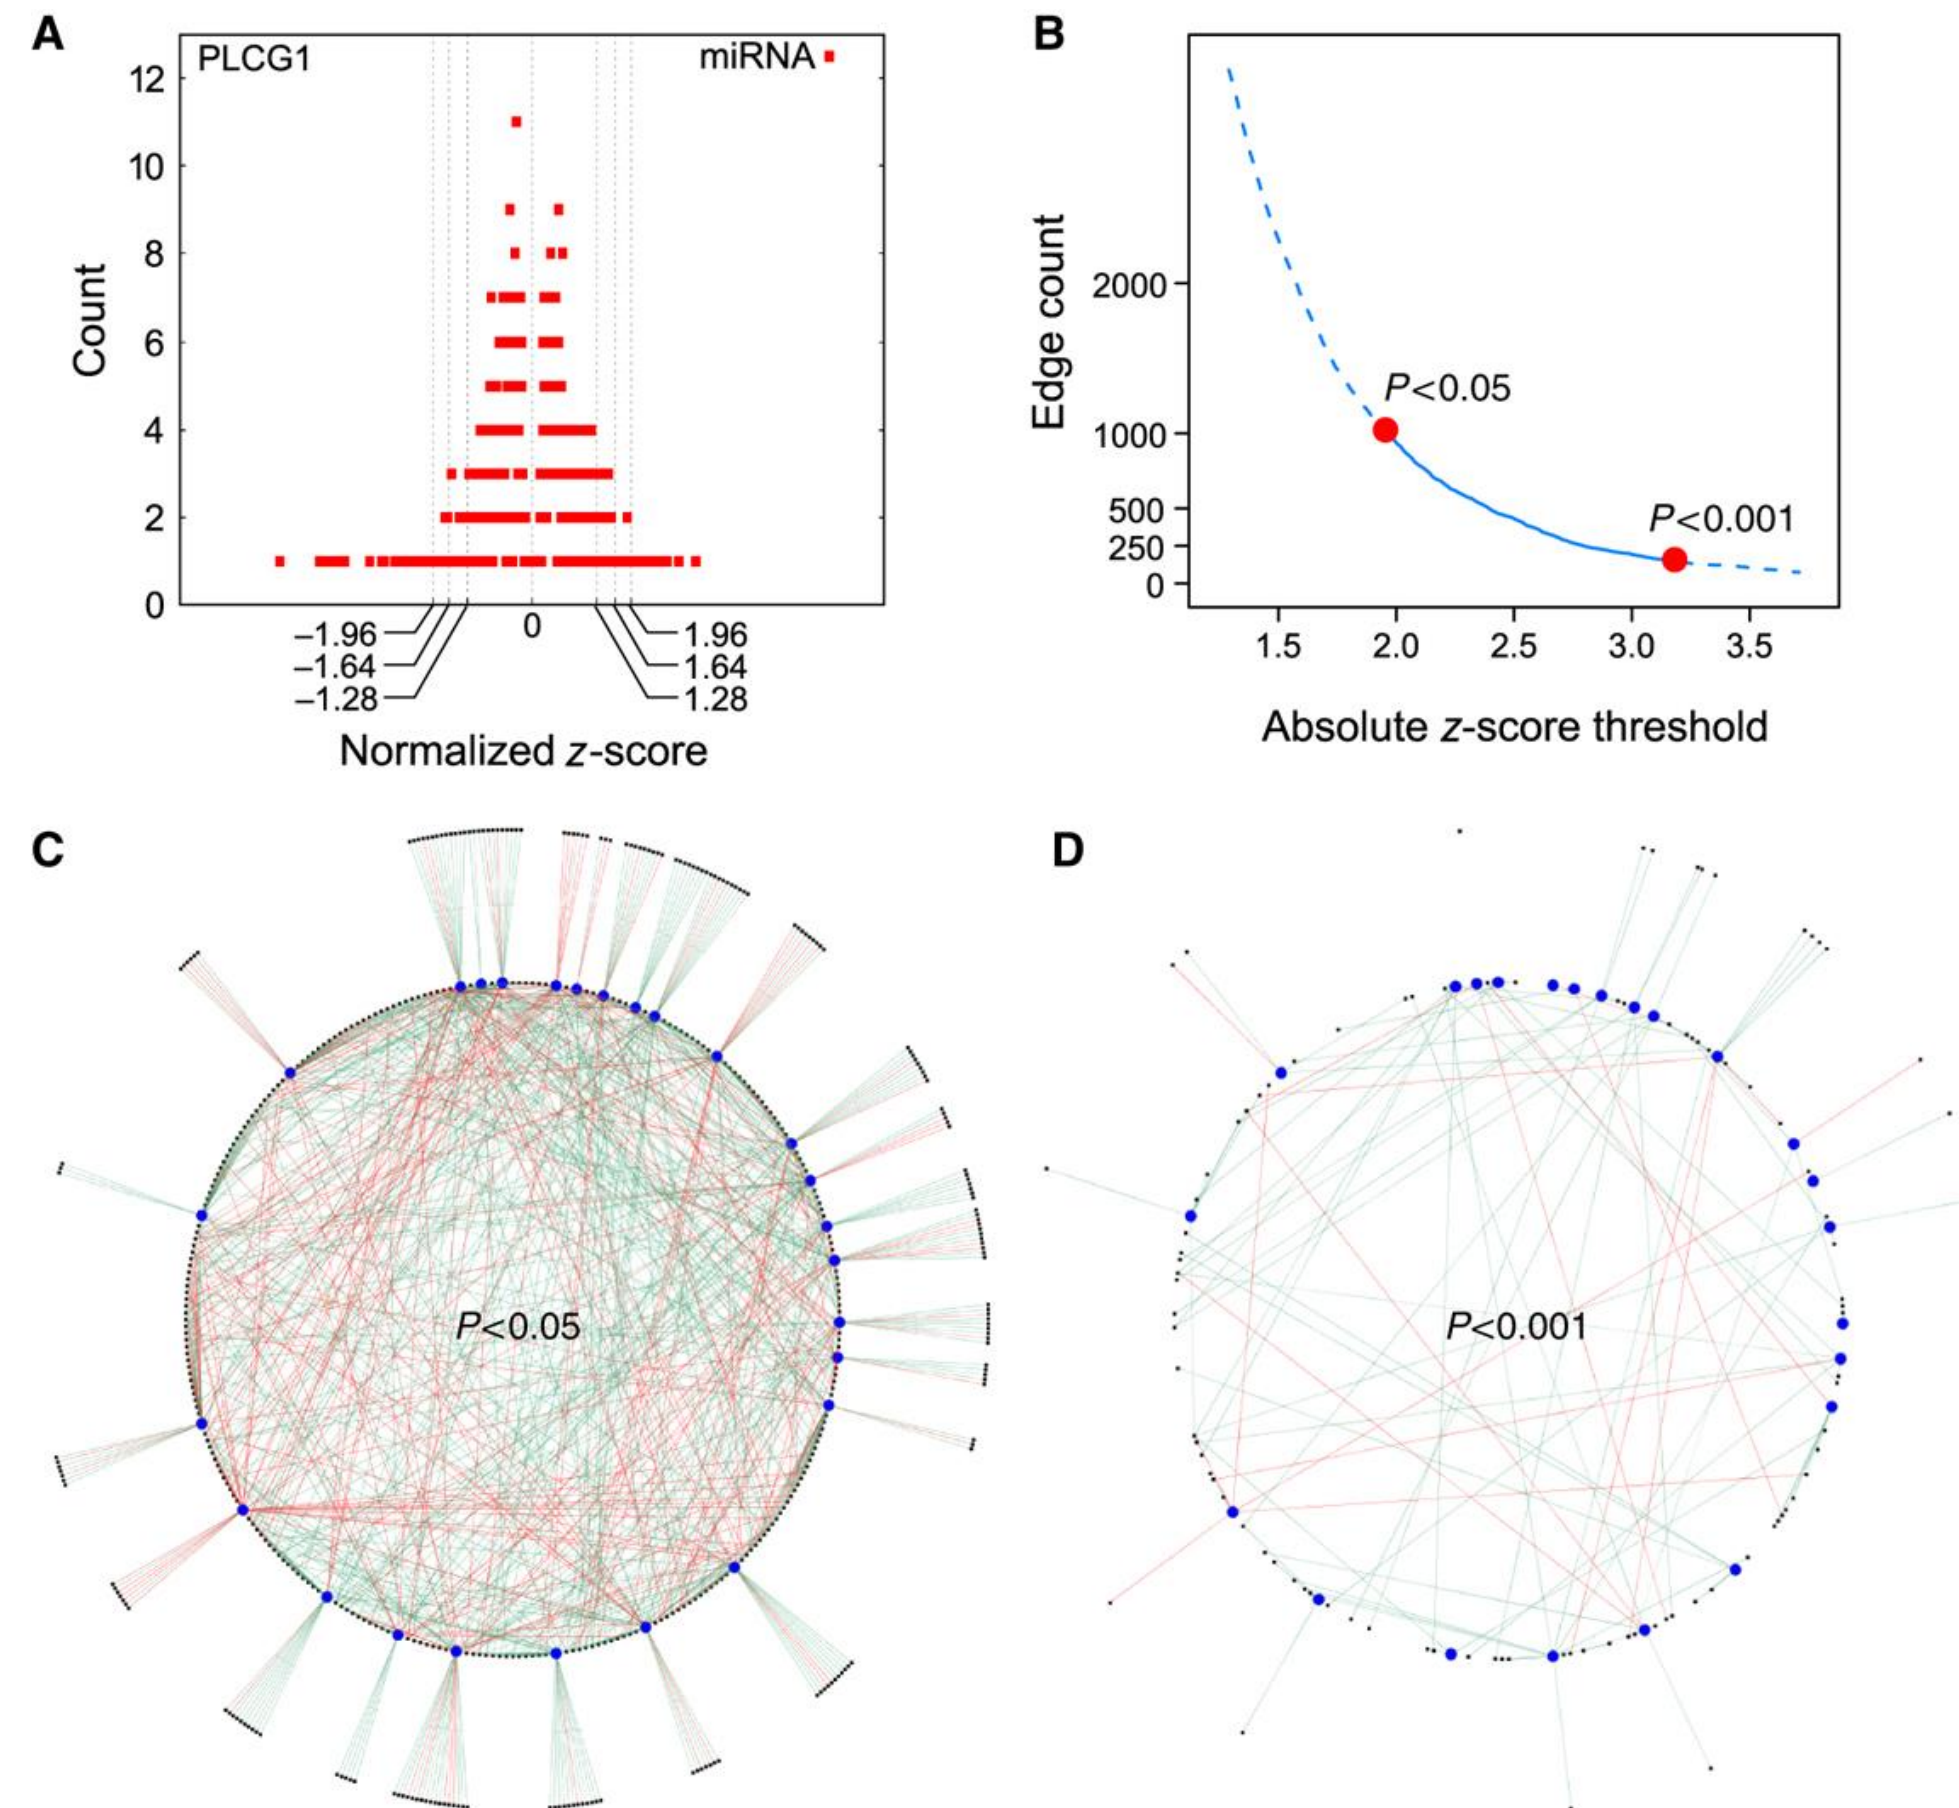 A
PLCG1
miRNA
12
10
8
6
4
2
0
Count
–1.96
–1.64
–1.28
0
1.96
1.64
1.28
Normalized z-score
B
Edge count
2000
1000
500
250
0
P<0.05
P<0.001
1.5 2.0 2.5 3.0 3.5
Absolute z-score threshold
C
P<0.05
D
P<0.001